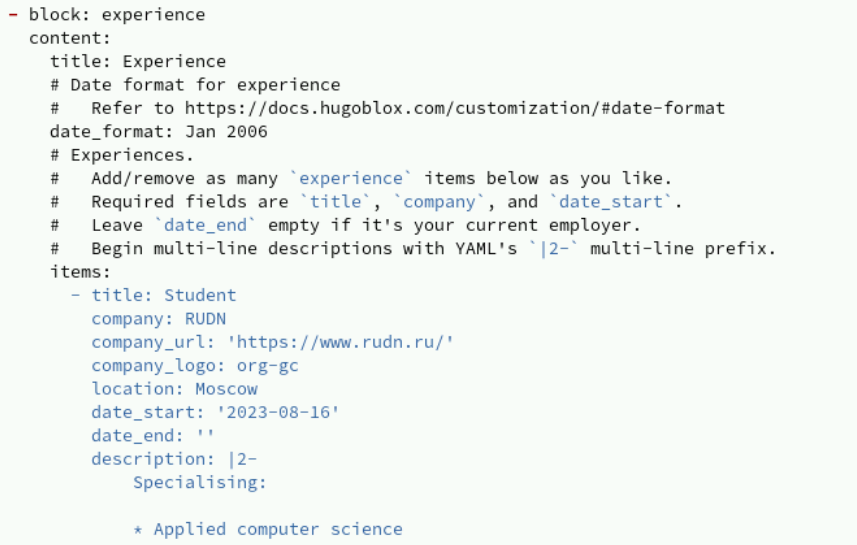 - block: experience
  content:
    title: Experience
    # Date format for experience
    #   Refer to https://docs.hugoblox.com/customization/#date-format
    date_format: Jan 2006
    # Experiences.
    #   Add/remove as many `experience` items below as you like.
    #   Required fields are `title`, `company`, and `date_start`.
    #   Leave `date_end` empty if it's your current employer.
    #   Begin multi-line descriptions with YAML's `|2-` multi-line prefix.
    items:
      - title: Student
        company: RUDN
        company_url: 'https://www.rudn.ru/'
        company_logo: org-gc
        location: Moscow
        date_start: '2023-08-16'
        date_end: ''
        description: |2-
            Specialising:

            * Applied computer science